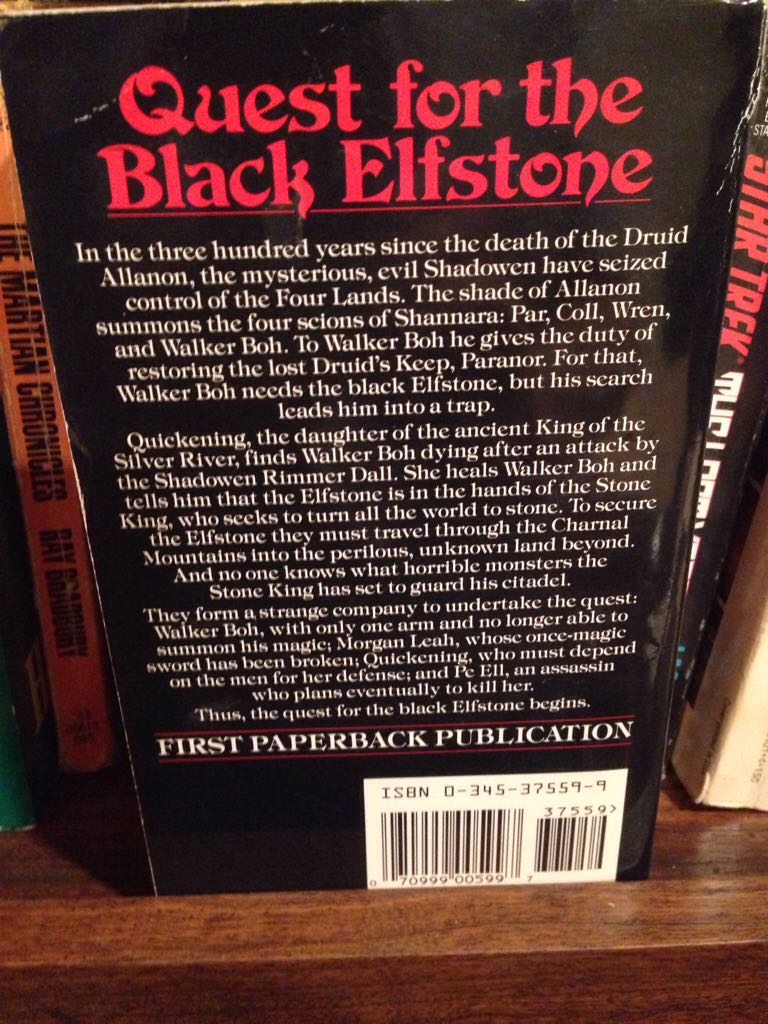 Quest for the
Black Elfstone
In the three hundred years since the death of the Druid
Allanon, the mysterious, evil Shadowen have seized
control of the Four Lands. The shade of Allanon
summons the four scions of Shannara: Par, Coll, Wren,
and Walker Boh. To Walker Boh he gives the duty of
restoring the lost Druid's Keep, Paranor. For that,
Walker Boh needs the black Elfstone, but his search
leads him into a trap.
Quickening, the daughter of the ancient King of the
Silver River, finds Walker Boh dying after an attack by
the Shadowen Rimmer Dall. She heals Walker Boh and
tells him that the Elfstone is in the hands of the Stone
King, who seeks to turn all the world to stone. To secure
the Elfstone they must travel through the Charnal
Mountains into the perilous, unknown land beyond.
And no one knows what horrible monsters the
Stone King has set to guard his citadel.
They form a strange company to undertake the quest:
Walker Boh, with only one arm and no longer able to
summon his magic; Morgan Leah, whose once-magic
sword has been broken; Quickening, who must depend
on the men for her defense; and Pe Ell, an assassin
who plans eventually to kill her.
Thus, the quest for the black Elfstone begins.
FIRST PAPERBACK PUBLICATION
ISBN 0-345-37559-9
37559>
0 70999 00599 7
THE MARTIAN CHRONICLES RAY BRADBURY
STAR TREK